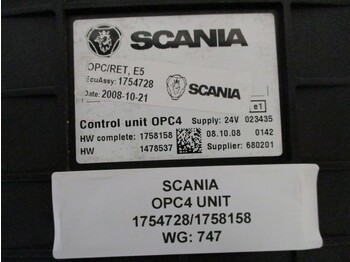 SCANIA
OPC/RET, E5
EcuAssy: 1754728
Date: 2008-10-21
SCANIA
e1
Control unit OPC4 Supply: 24V 023435
HW complete: 1758158 08.10.08 0142
HW 1478537 Supplier: 680201
SCANIA
OPC4 UNIT
1754728/1758158
WG: 747